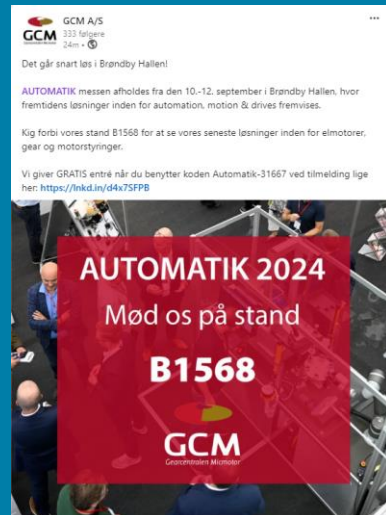 GCM A/S
333 følgere
24m •
Det går snart løs i Brøndby Hallen!
AUTOMATIK messen afholdes fra den 10.-12. september i Brøndby Hallen, hvor
fremtidens løsninger inden for automation, motion & drives fremvises.
Kig forbi vores stand B1568 for at se vores seneste løsninger inden for elmotorer,
gear og motorstyringer.
Vi giver GRATIS entré når du benytter koden Automatik-31667 ved tilmelding lige
her: https://lnkd.in/d4x7SFPB
AUTOMATIK 2024
Mød os på stand
B1568
GCM
Gearcentralen Micmotor